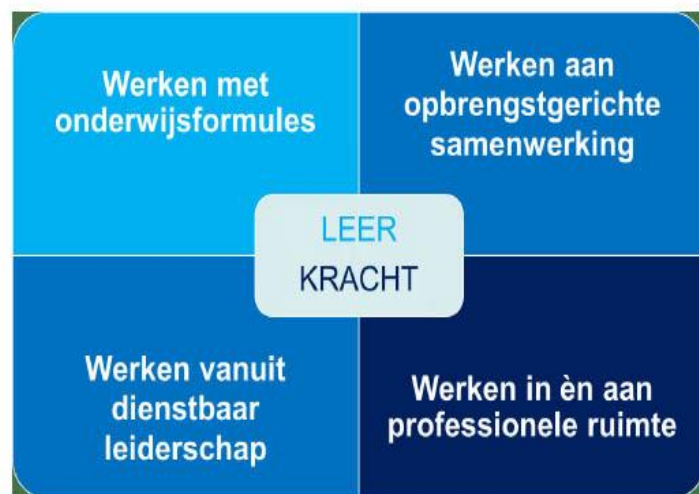 Werken met
onderwijsformules
Werken aan
opbrengstgerichte
samenwerking
LEER
KRACHT
Werken vanuit
dienstbaar
leiderschap
Werken in èn aan
professionele ruimte